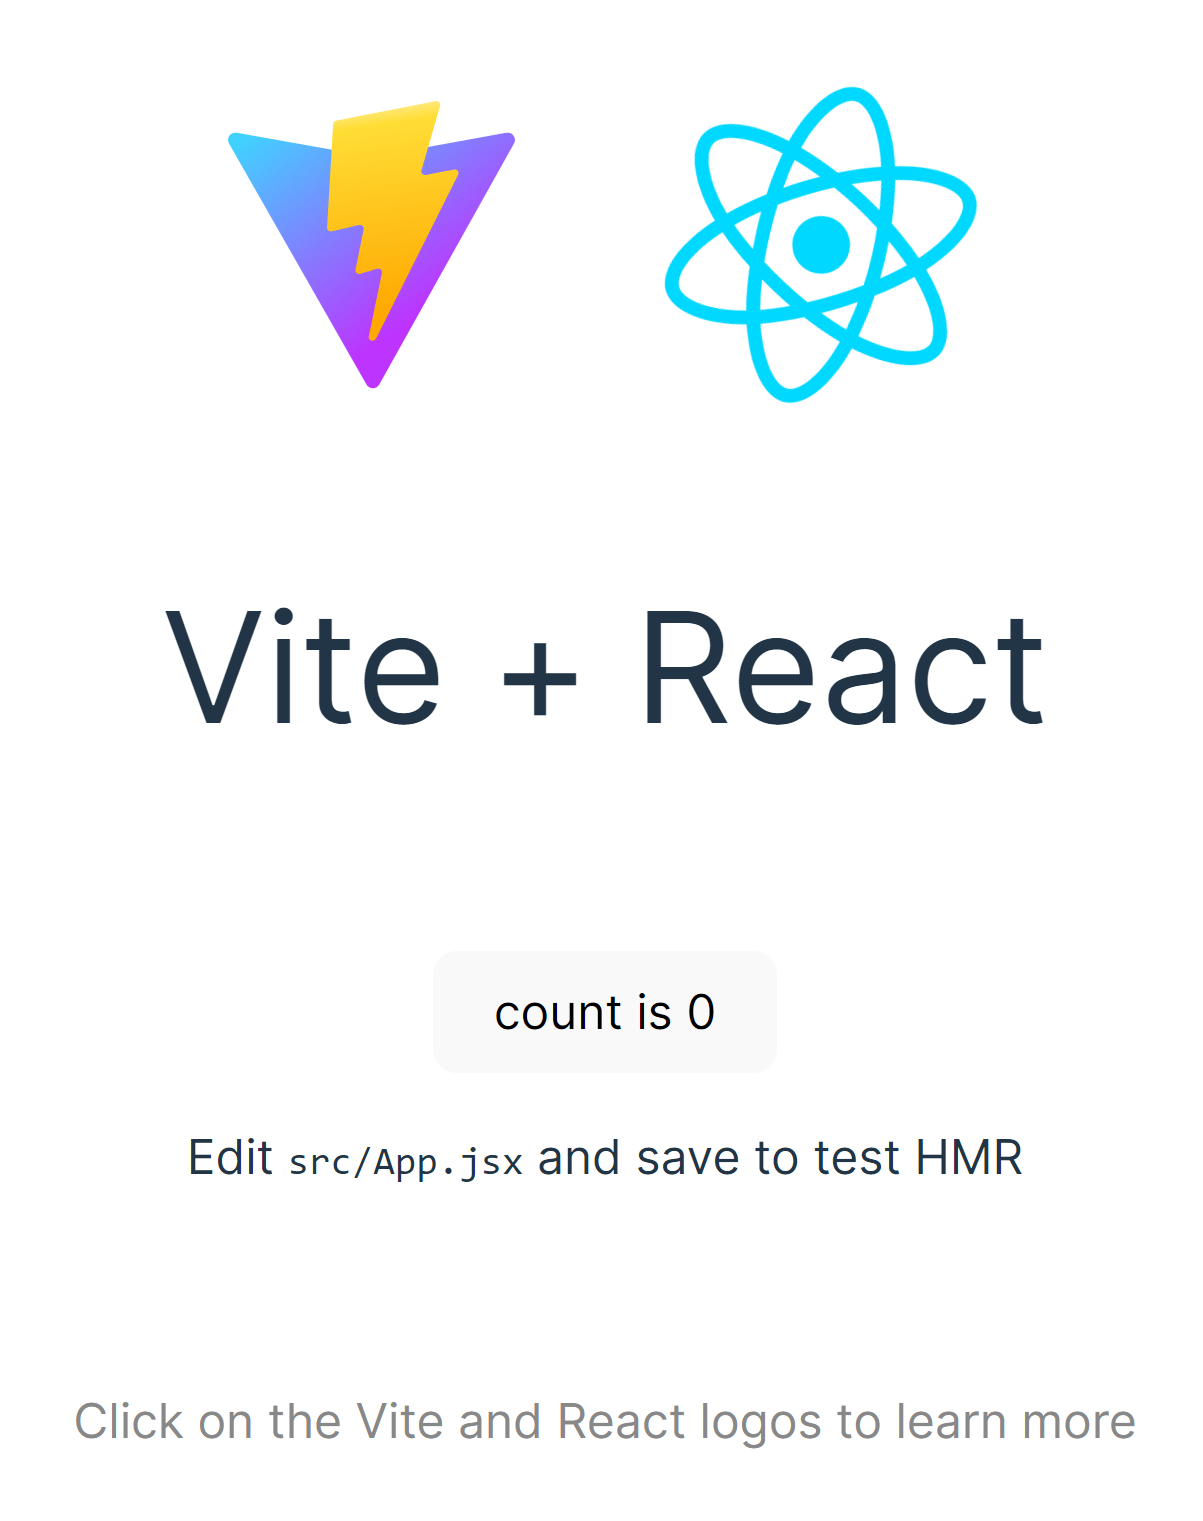 Vite + React
count is 0
Edit src/App.jsx and save to test HMR
Click on the Vite and React logos to learn more